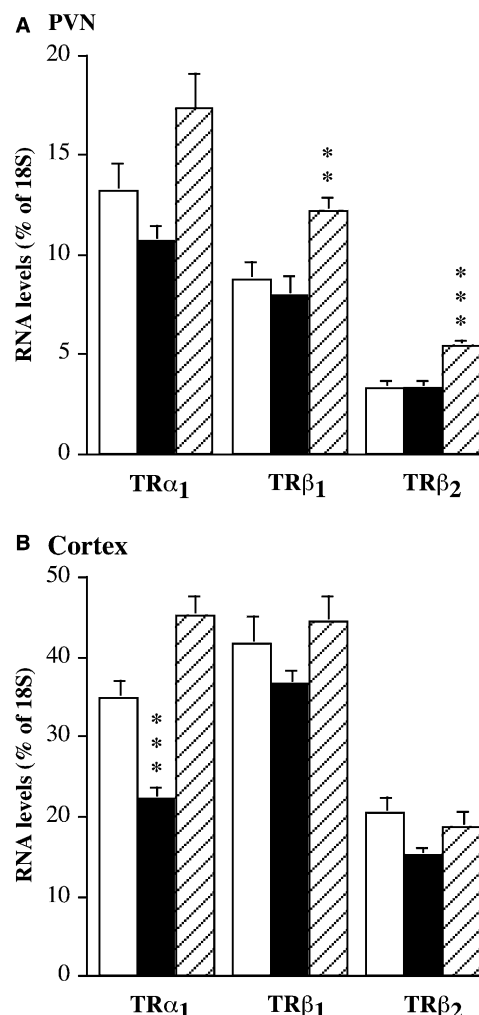 A PVN
20
15
10
5
0
RNA levels (% of 18S)
**
***
TRα1 TRβ1 TRβ2
B Cortex
50
40
30
20
10
0
RNA levels (% of 18S)
***
TRα1 TRβ1 TRβ2